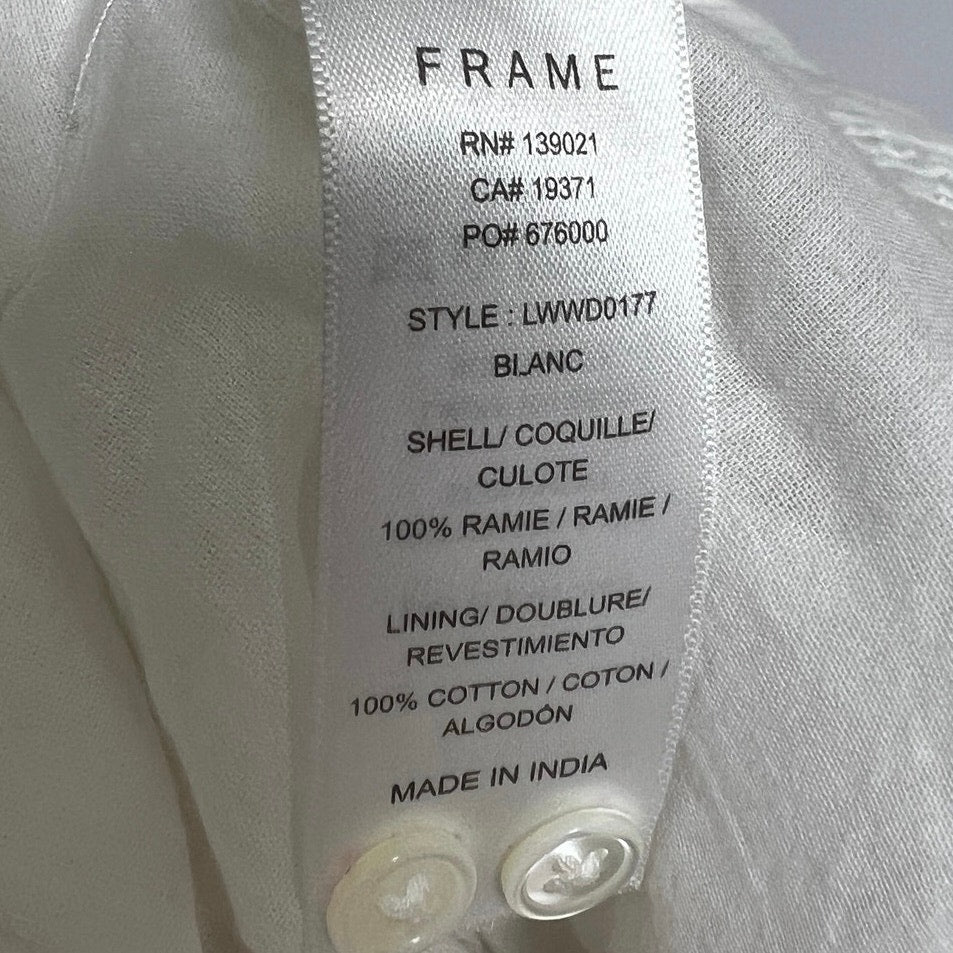 FRAME
RN# 139021
CA# 19371
PO# 676000
STYLE : LWWD0177
BLANC
SHELL/ COQUILLE/
CULOTE
100% RAMIE / RAMIE /
RAMIO
LINING/ DOUBLURE/
REVESTIMIENTO
100% COTTON / COTON /
ALGODÓN
MADE IN INDIA